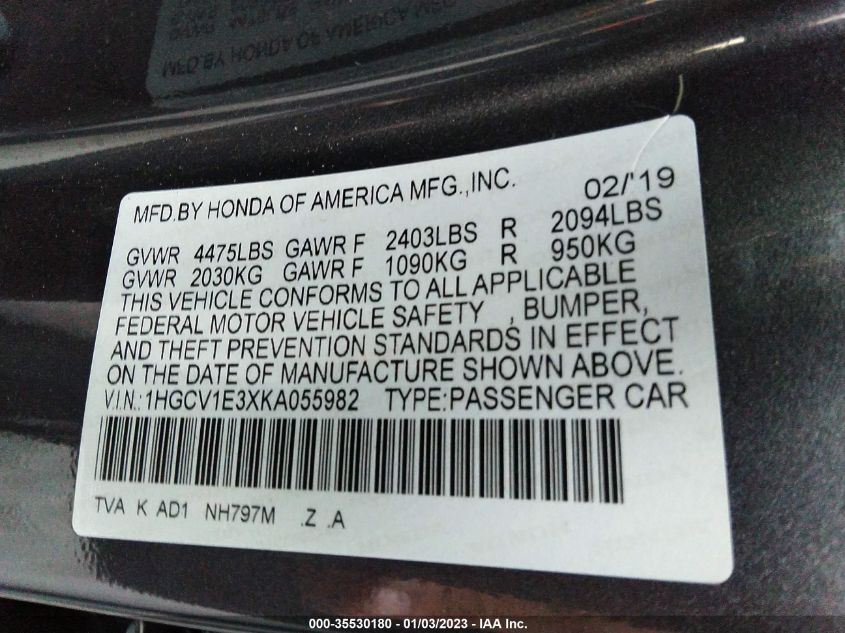 MFD.BY HONDA OF AMERICA MFG.,INC. 02/'19
GVWR 4475LBS GAWR F 2403LBS R 2094LBS
GVWR 2030KG GAWR F 1090KG R 950KG
THIS VEHICLE CONFORMS TO ALL APPLICABLE
FEDERAL MOTOR VEHICLE SAFETY , BUMPER,
AND THEFT PREVENTION STANDARDS IN EFFECT
ON THE DATE OF MANUFACTURE SHOWN ABOVE.
V.I.N.: 1HGCV1E3XKA055982 TYPE:PASSENGER CAR
TVA K AD1 NH797M .Z .A
000-35530180 - 01/03/2023 - IAA Inc.